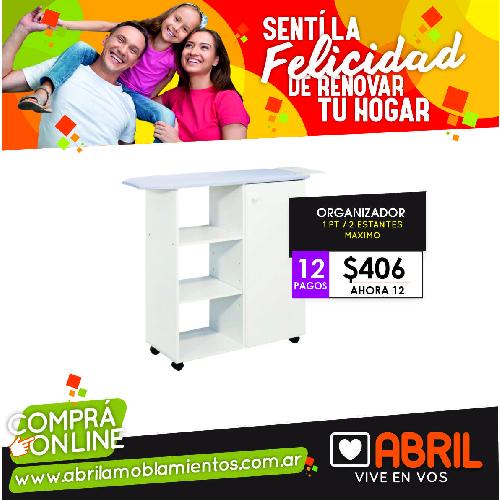 SENTÍ LA
Felicidad
DE RENOVAR
TU HOGAR
ORGANIZADOR
1 PT / 2 ESTANTES
MAXIMO
12
PAGOS
$406
AHORA 12
COMPRÁ
ONLINE
www.abrilamoblamientos.com.ar
ABRIL
VIVE EN VOS